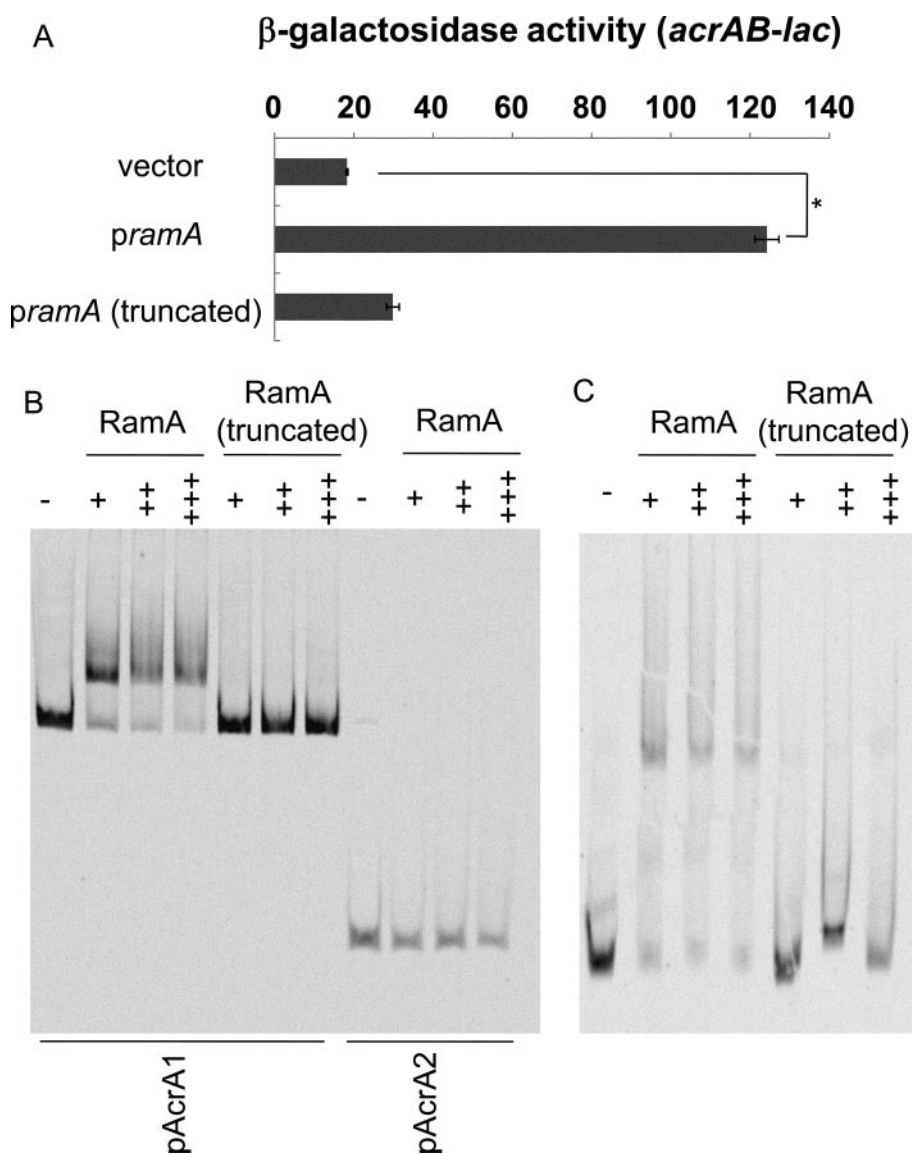 A
β-galactosidase activity (acrAB-lac)
0 20 40 60 80 100 120 140
vector
pramA
pramA (truncated)
*
B
RamA
RamA
(truncated)
RamA
- + ++ +++ + ++ +++ - + ++ +++
pAcrA1
pAcrA2
C
RamA
RamA
(truncated)
- + ++ +++ + ++ +++